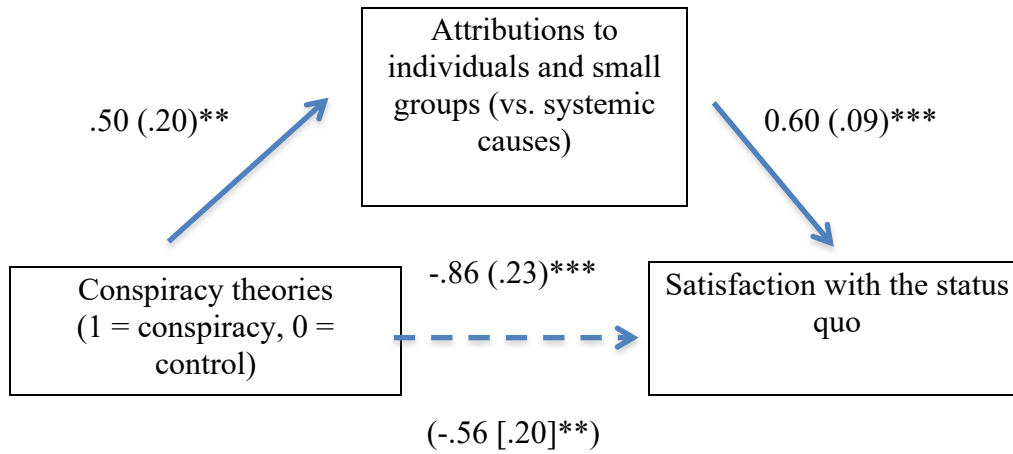 Attributions to
individuals and small
groups (vs. systemic
causes)
.50 (.20)**
0.60 (.09)***
-.86 (.23)***
Conspiracy theories
(1 = conspiracy, 0 =
control)
Satisfaction with the status
quo
(-.56 [.20]**)